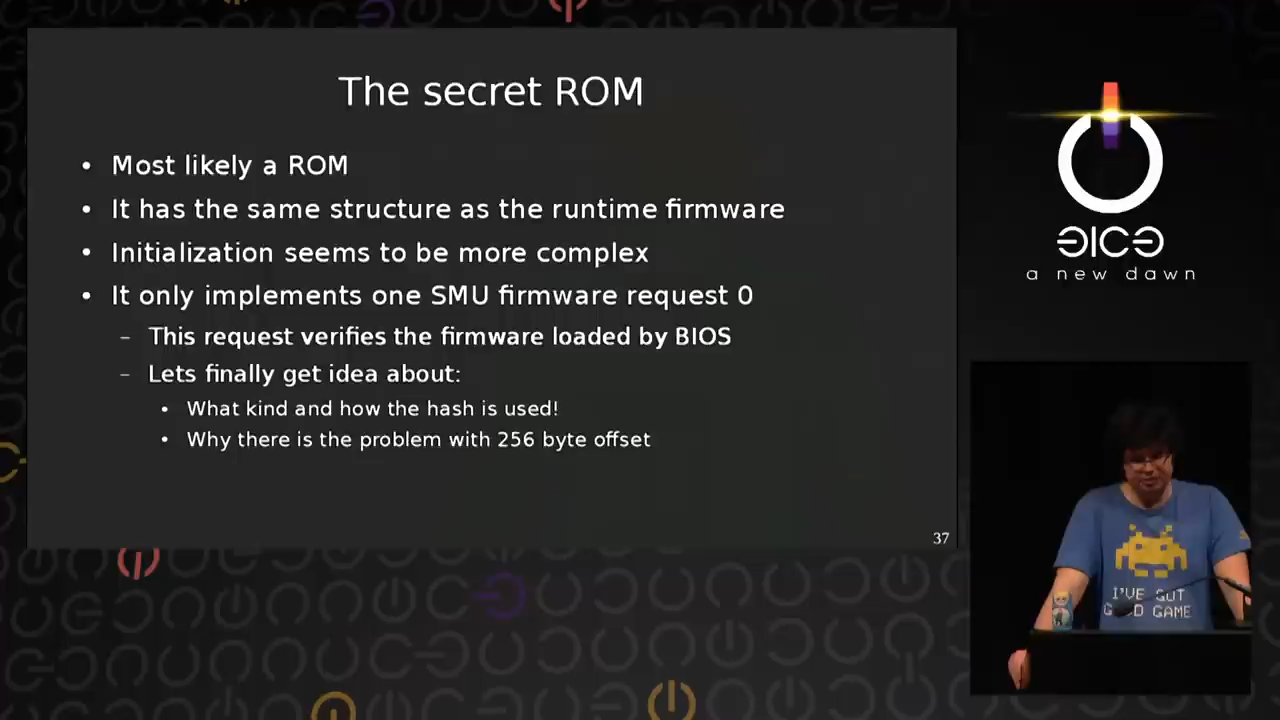 The secret ROM
• Most likely a ROM
• It has the same structure as the runtime firmware
• Initialization seems to be more complex
• It only implements one SMU firmware request 0
– This request verifies the firmware loaded by BIOS
– Lets finally get idea about:
• What kind and how the hash is used!
• Why there is the problem with 256 byte offset
37
a new dawn
I'VE GOT
GOOD GAME